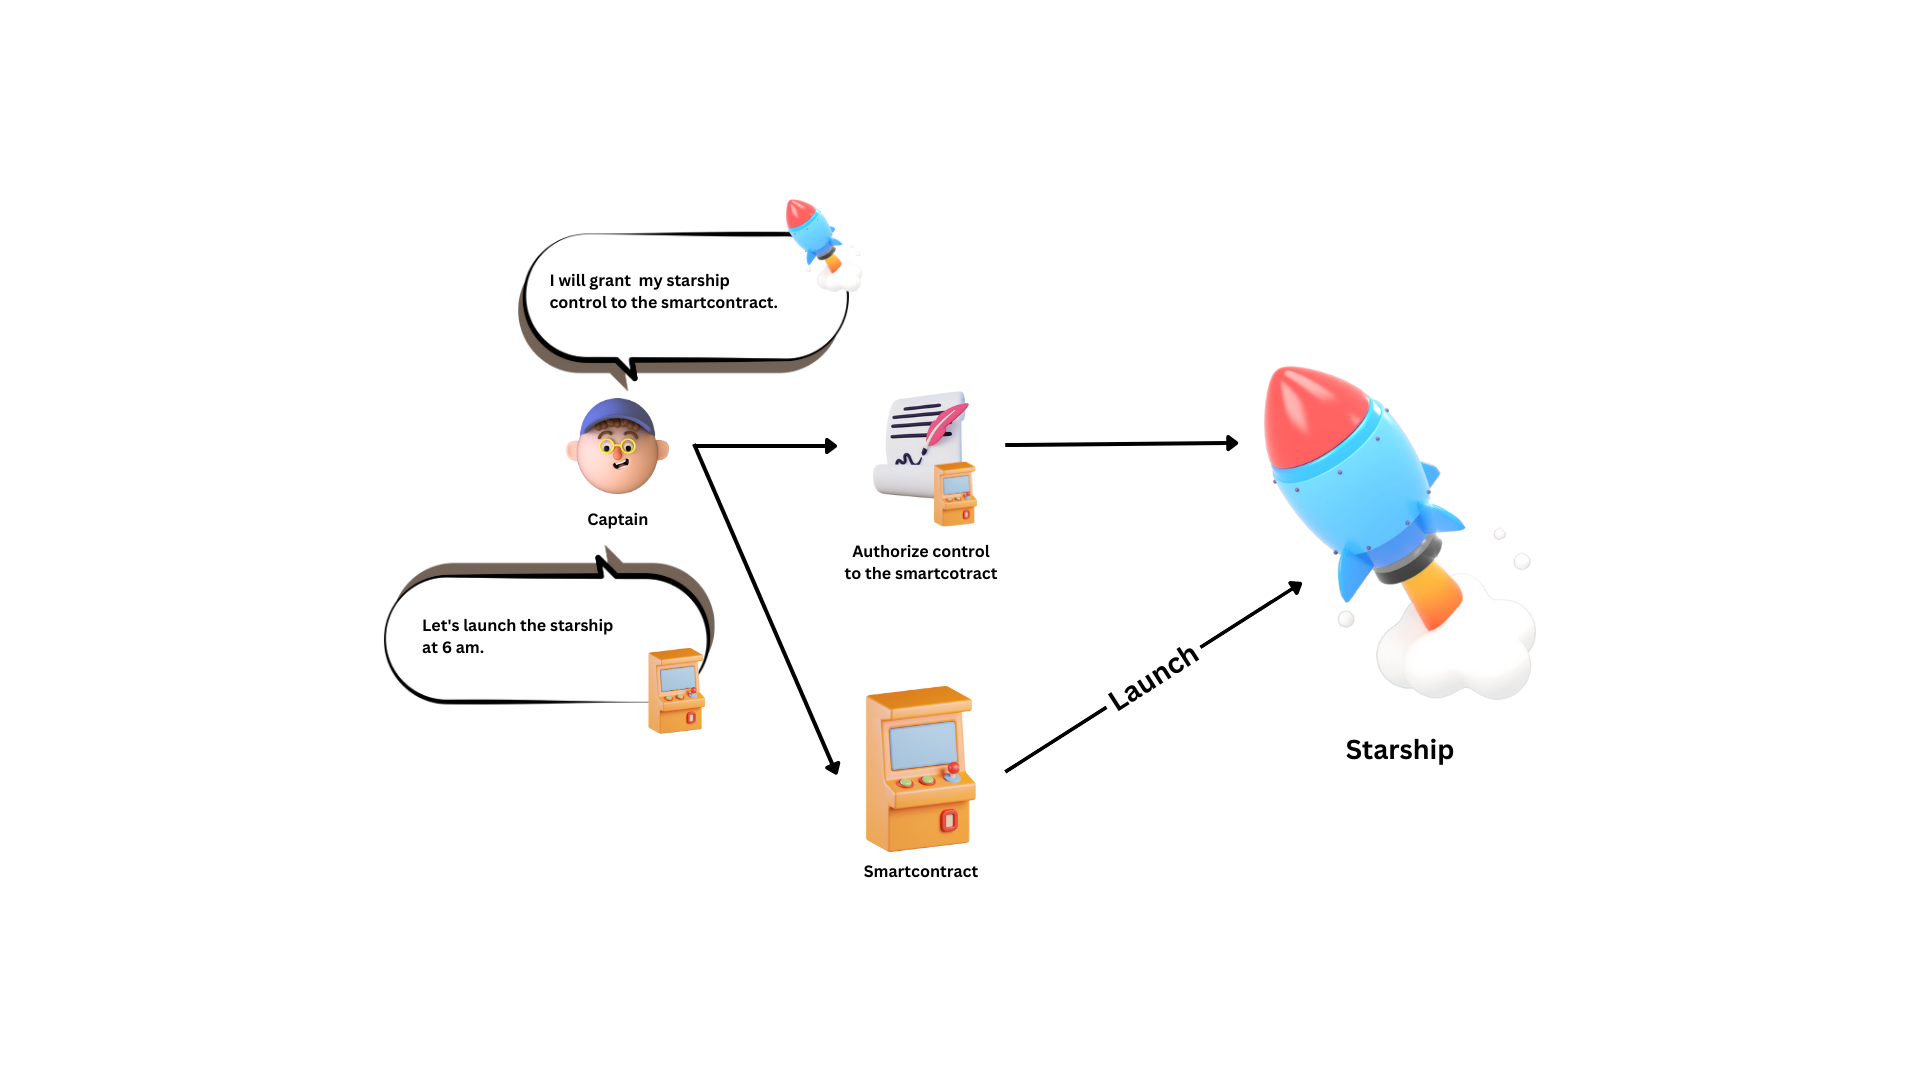 I will grant  my starship
control to the smartcontract.
Captain
Authorize control
to the smartcotract
Let's launch the starship
at 6 am.
Launch
Starship
Smartcontract